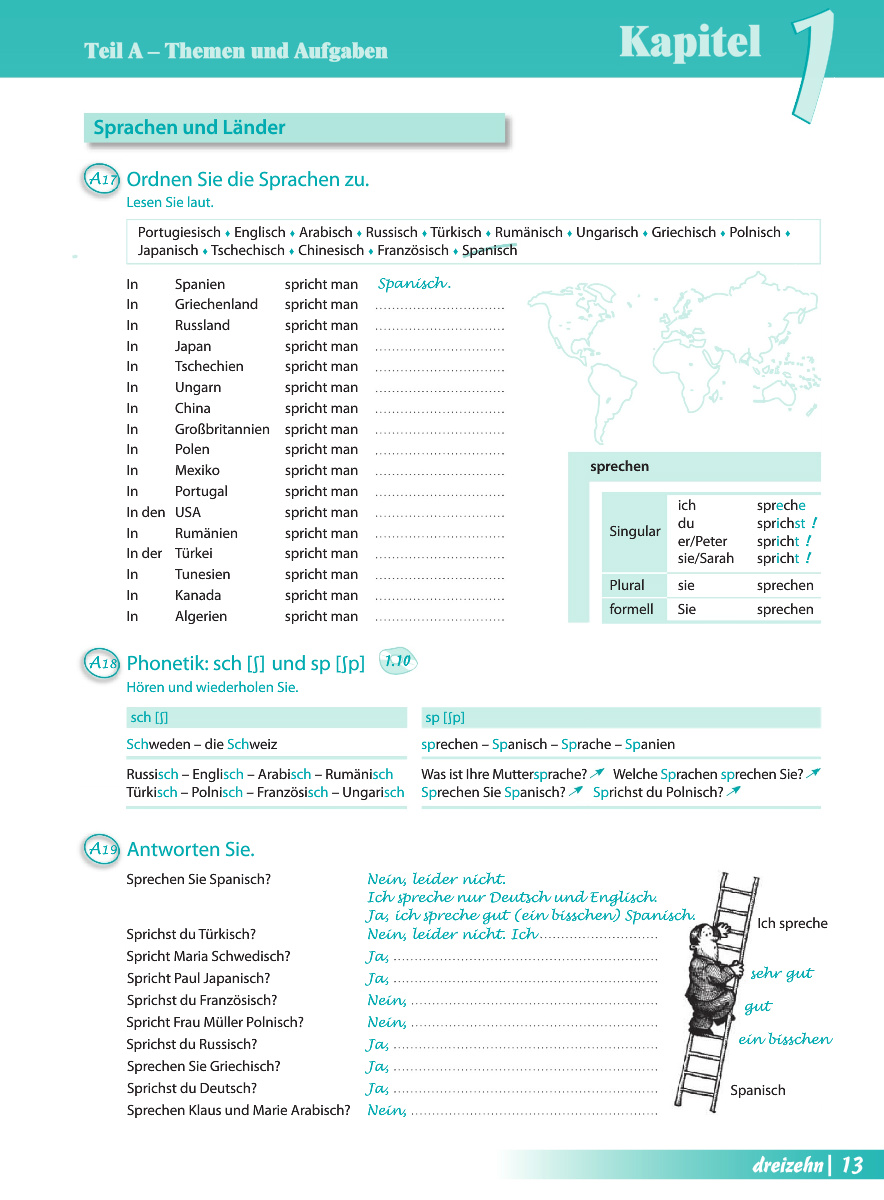 Teil A – Themen und Aufgaben
Kapitel 1
Sprachen und Länder
A17 Ordnen Sie die Sprachen zu.
Lesen Sie laut.
Portugiesisch ♦ Englisch ♦ Arabisch ♦ Russisch ♦ Türkisch ♦ Rumänisch ♦ Ungarisch ♦ Griechisch ♦ Polnisch ♦
Japanisch ♦ Tschechisch ♦ Chinesisch ♦ Französisch ♦ Spanisch
In Spanien spricht man Spanisch.
In Griechenland spricht man ..............................
In Russland spricht man ..............................
In Japan spricht man ..............................
In Tschechien spricht man ..............................
In Ungarn spricht man ..............................
In China spricht man ..............................
In Großbritannien spricht man ..............................
In Polen spricht man ..............................
In Mexiko spricht man ..............................
In Portugal spricht man ..............................
In den USA spricht man ..............................
In Rumänien spricht man ..............................
In der Türkei spricht man ..............................
In Tunesien spricht man ..............................
In Kanada spricht man ..............................
In Algerien spricht man ..............................
sprechen
Singular
ich spreche
du sprichst !
er/Peter spricht !
sie/Sarah spricht !
Plural sie sprechen
formell Sie sprechen
A18 Phonetik: sch [ʃ] und sp [ʃp] 1.10
Hören und wiederholen Sie.
sch [ʃ]
Schweden – die Schweiz
Russisch – Englisch – Arabisch – Rumänisch
Türkisch – Polnisch – Französisch – Ungarisch
sp [ʃp]
sprechen – Spanisch – Sprache – Spanien
Was ist Ihre Muttersprache? ↗ Welche Sprachen sprechen Sie? ↗
Sprechen Sie Spanisch? ↗ Sprichst du Polnisch? ↗
A19 Antworten Sie.
Sprechen Sie Spanisch? Nein, leider nicht.
Ich spreche nur Deutsch und Englisch.
Ja, ich spreche gut (ein bisschen) Spanisch.
Sprichst du Türkisch? Nein, leider nicht. Ich ..............................
Spricht Maria Schwedisch? Ja, ..............................
Spricht Paul Japanisch? Ja, ..............................
Sprichst du Französisch? Nein, ..............................
Spricht Frau Müller Polnisch? Nein, ..............................
Sprichst du Russisch? Ja, ..............................
Sprechen Sie Griechisch? Ja, ..............................
Sprichst du Deutsch? Ja, ..............................
Sprechen Klaus und Marie Arabisch? Nein, ..............................
Ich spreche
sehr gut
gut
ein bisschen
Spanisch
dreizehn | 13